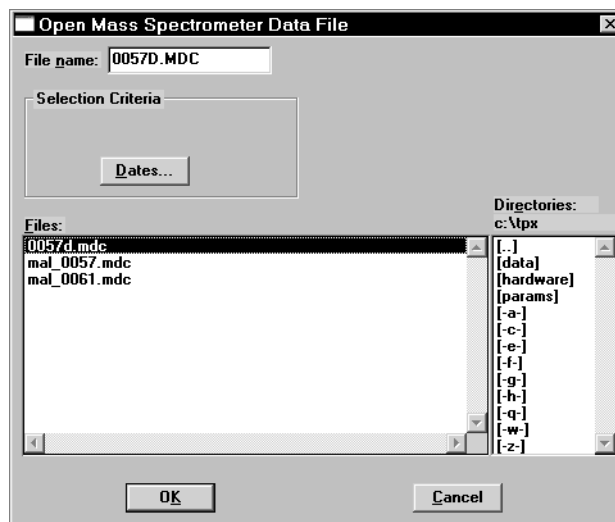 Open Mass Spectrometer Data File
File name: 0057D.MDC
Selection Criteria
Dates...
Directories:
c:\tpx
Files:
0057d.mdc
mal_0057.mdc
mal_0061.mdc
[..]
[data]
[hardware]
[params]
[-a-]
[-c-]
[-e-]
[-f-]
[-g-]
[-h-]
[-q-]
[-w-]
[-z-]
OK
Cancel